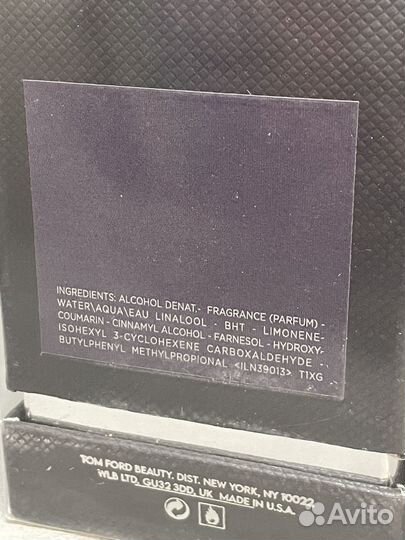 INGREDIENTS: ALCOHOL DENAT.- FRAGRANCE (PARFUM) -
WATER\AQUA\EAU LINALOOL - BHT - LIMONENE-
COUMARIN - CINNAMYL ALCOHOL - FARNESOL - HYDROXY-
ISOHEXYL 3-CYCLOHEXENE CARBOXALDEHYDE -
BUTYLPHENYL METHYLPROPIONAL <ILN39013> T1XG
TOM FORD BEAUTY. DIST. NEW YORK, NY 10022
WLB LTD, GU32 3DD, UK. MADE IN U.S.A.
Avito